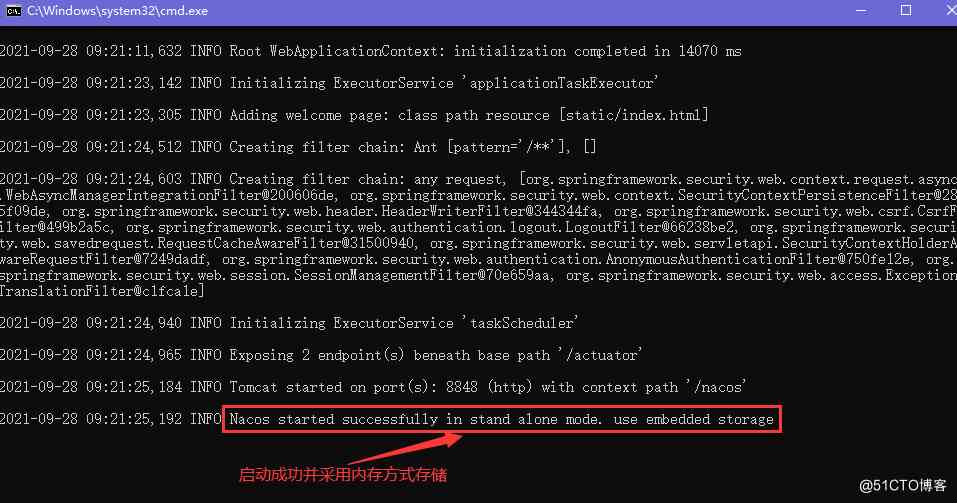 C:\Windows\system32\cmd.exe
2021-09-28 09:21:11,632 INFO Root WebApplicationContext: initialization completed in 14070 ms
2021-09-28 09:21:23,142 INFO Initializing ExecutorService 'applicationTaskExecutor'
2021-09-28 09:21:23,305 INFO Adding welcome page: class path resource [static/index.html]
2021-09-28 09:21:24,512 INFO Creating filter chain: Ant [pattern='/**'], []
2021-09-28 09:21:24,603 INFO Creating filter chain: any request, [org.springframework.security.web.context.request.async
.WebAsyncManagerIntegrationFilter@200606de, org.springframework.security.web.context.SecurityContextPersistenceFilter@28
5f09de, org.springframework.security.web.header.HeaderWriterFilter@344344fa, org.springframework.security.web.csrf.CsrfF
ilter@499b2a5c, org.springframework.security.web.authentication.logout.LogoutFilter@66238be2, org.springframework.securi
ty.web.savedrequest.RequestCacheAwareFilter@31500940, org.springframework.security.web.servletapi.SecurityContextHolderA
wareRequestFilter@7249dadf, org.springframework.security.web.authentication.AnonymousAuthenticationFilter@750fe12e, org.
springframework.security.web.session.SessionManagementFilter@70e659aa, org.springframework.security.web.access.Exception
TranslationFilter@c1fca1e]
2021-09-28 09:21:24,940 INFO Initializing ExecutorService 'taskScheduler'
2021-09-28 09:21:24,965 INFO Exposing 2 endpoint(s) beneath base path '/actuator'
2021-09-28 09:21:25,184 INFO Tomcat started on port(s): 8848 (http) with context path '/nacos'
2021-09-28 09:21:25,192 INFO Nacos started successfully in stand alone mode. use embedded storage
启动成功并采用内存方式存储
@51CTO博客